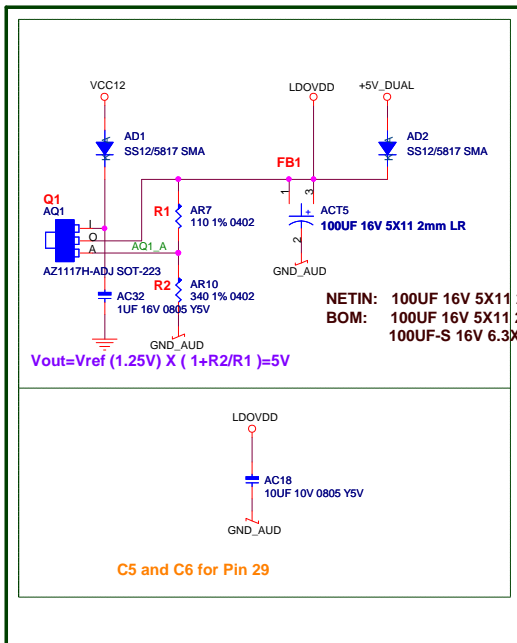 VCC12
LDOVDD
+5V_DUAL
AD1
SS12/5817 SMA
AD2
SS12/5817 SMA
FB1
Q1
AQ1
R1
AR7
110 1% 0402
1
3
+
ACT5
100UF 16V 5X11 2mm LR
2
I
O
A
AQ1_A
AZ1117H-ADJ SOT-223
R2
AR10
340 1% 0402
GND_AUD
AC32
1UF 16V 0805 Y5V
GND_AUD
NETIN: 100UF 16V 5X11
BOM: 100UF 16V 5X11
100UF-S 16V 6.3X
Vout=Vref (1.25V) X ( 1+R2/R1 )=5V
LDOVDD
AC18
10UF 10V 0805 Y5V
GND_AUD
C5 and C6 for Pin 29